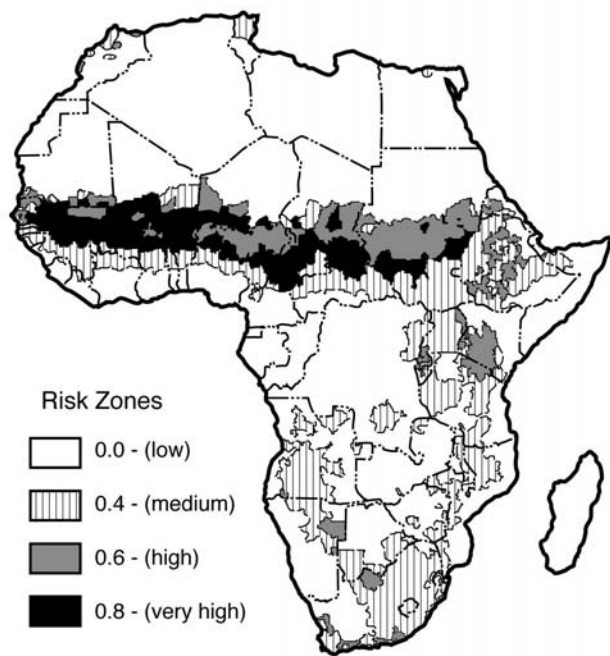 Risk Zones
0.0 - (low)
0.4 - (medium)
0.6 - (high)
0.8 - (very high)